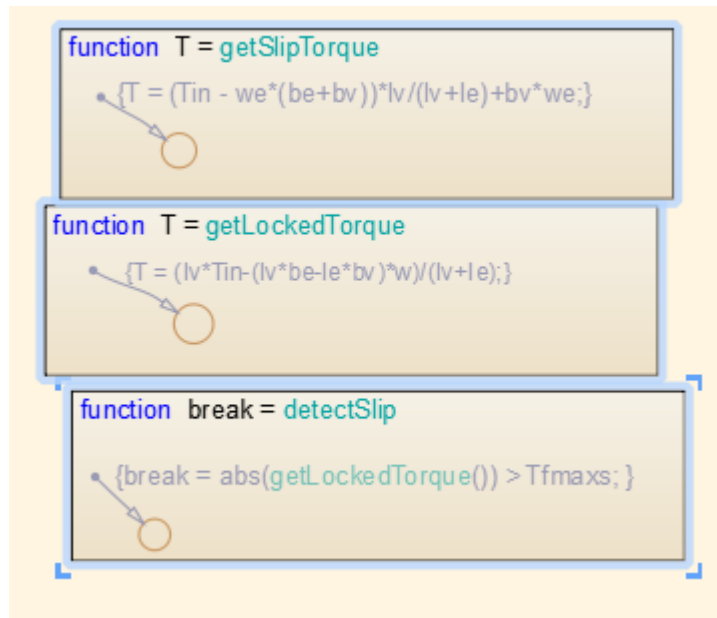 function T = getSlipTorque
{T = (Tin - we*(be+bv))*Iv/(Iv+Ie)+bv*we;}
function T = getLockedTorque
{T = (Iv*Tin-(Iv*be-Ie*bv)*w)/(Iv+Ie);}
function break = detectSlip
{break = abs(getLockedTorque()) > Tfmaxs; }